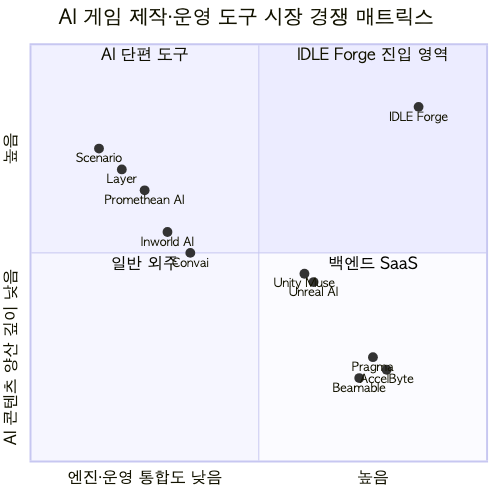 AI 게임 제작·운영 도구 시장 경쟁 매트릭스
AI 단편 도구
IDLE Forge 진입 영역
IDLE Forge
Scenario
Layer
Promethean AI
Inworld AI
Convai
일반 외주
백엔드 SaaS
Unity Muse
Unreal AI
Pragma
AccelByte
Beamable
높음
AI 콘텐츠 양산 깊이 낮음
엔진·운영 통합도 낮음
높음